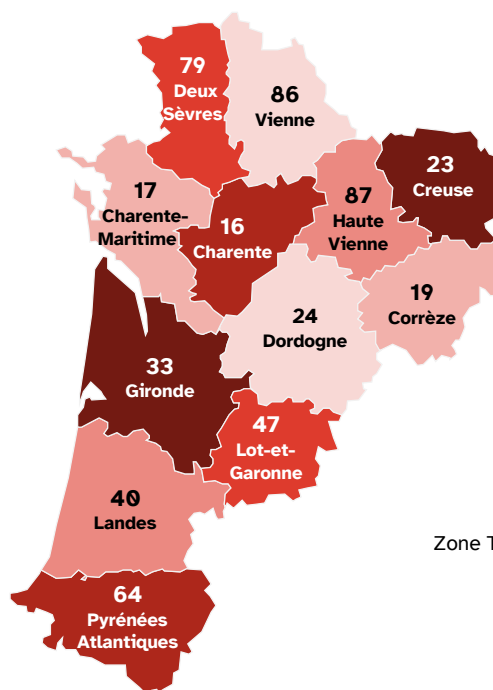 79
Deux
Sèvres
86
Vienne
23
Creuse
17
Charente-
Maritime
87
Haute
Vienne
16
Charente
19
Corrèze
24
Dordogne
33
Gironde
47
Lot-et-
Garonne
40
Landes
Zone T
64
Pyrénées
Atlantiques